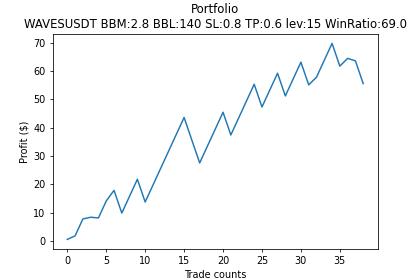 Portfolio
WAVESUSDT BBM:2.8 BBL:140 SL:0.8 TP:0.6 lev:15 WinRatio:69.0
70
60
50
40
30
20
10
0
Profit ($)
0 5 10 15 20 25 30 35
Trade counts